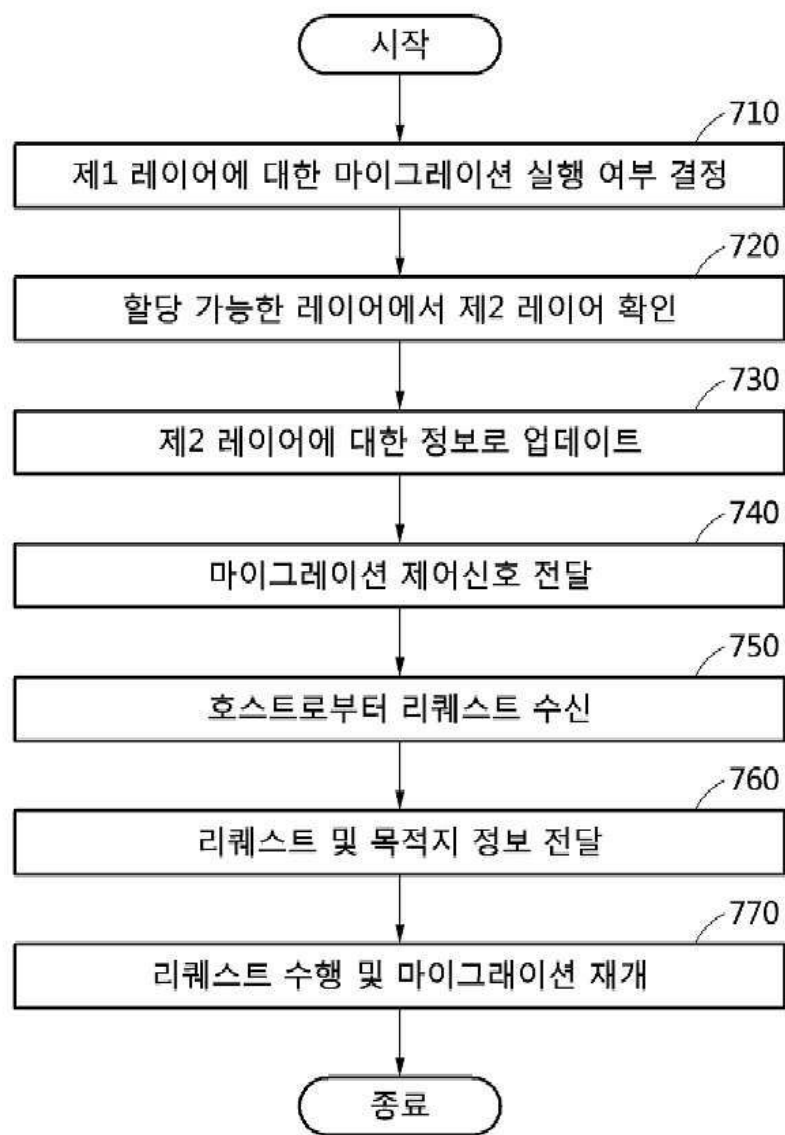 시작
710
제1 레이어에 대한 마이그레이션 실행 여부 결정
720
할당 가능한 레이어에서 제2 레이어 확인
730
제2 레이어에 대한 정보로 업데이트
740
마이그레이션 제어신호 전달
750
호스트로부터 리퀘스트 수신
760
리퀘스트 및 목적지 정보 전달
770
리퀘스트 수행 및 마이그래이션 재개
종료